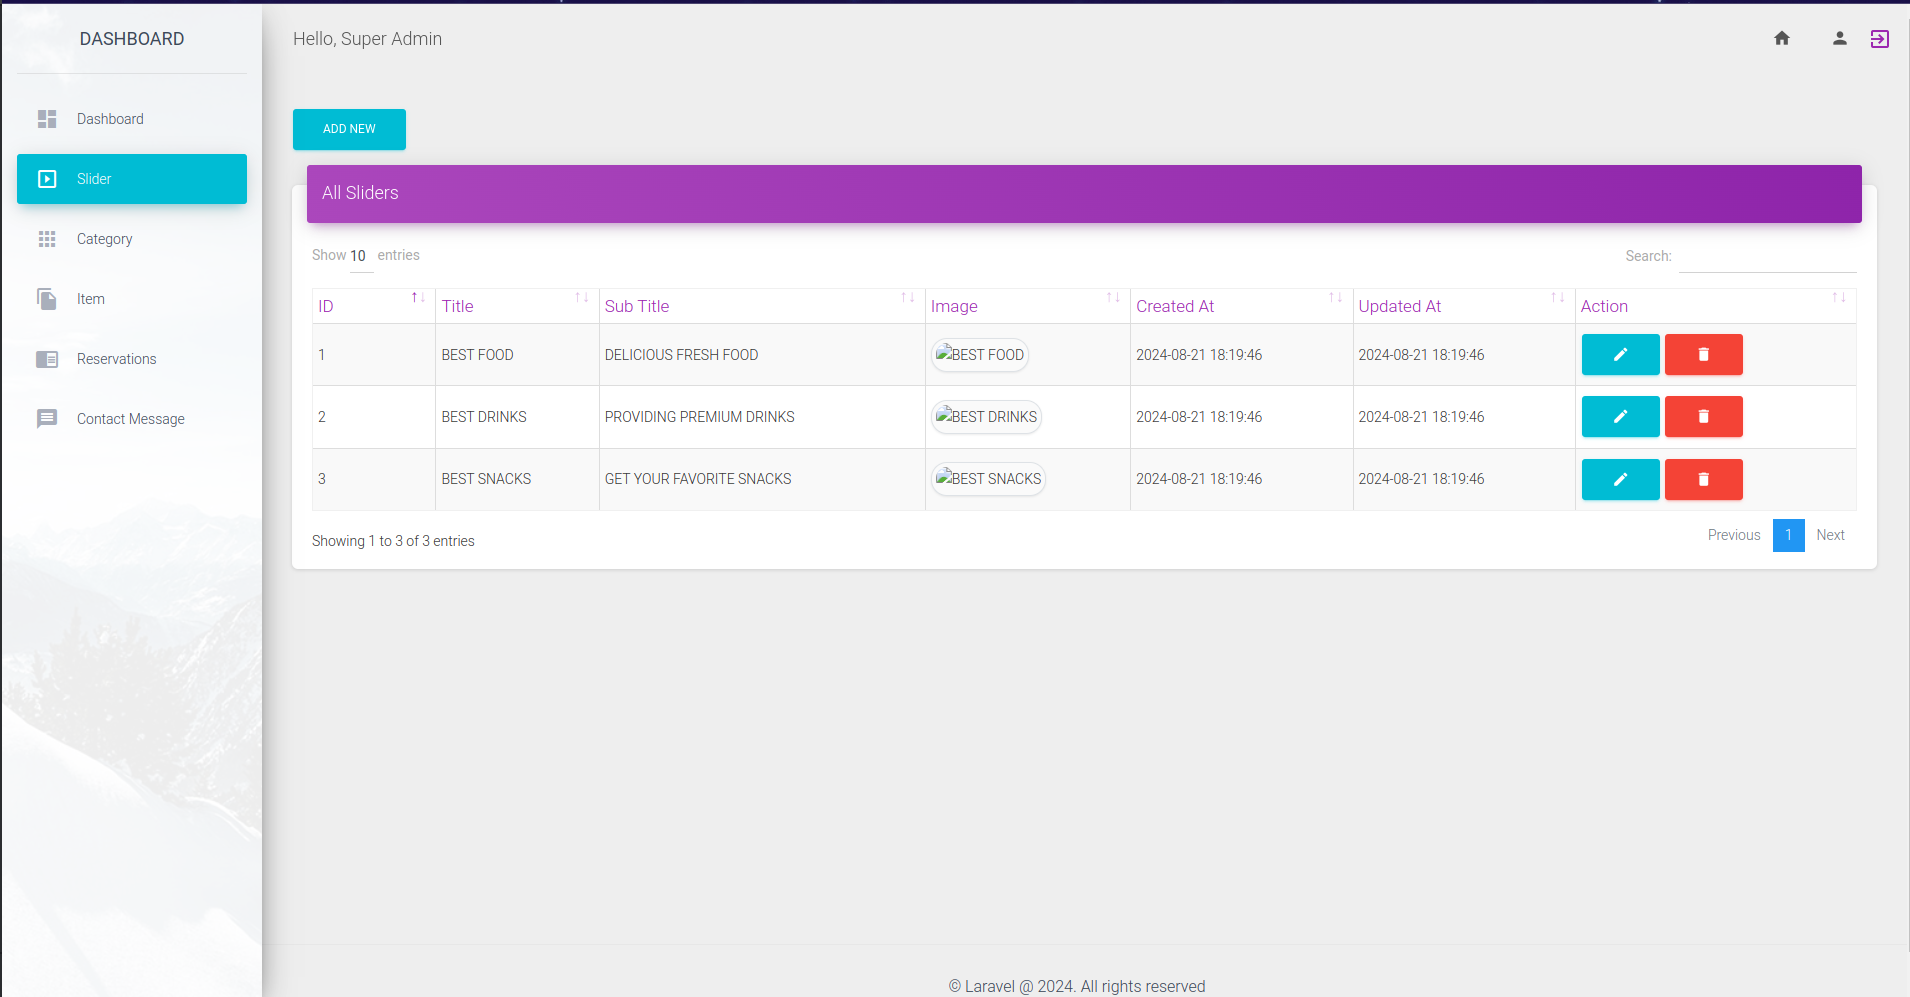 DASHBOARD
Hello, Super Admin
Dashboard
Slider
Category
Item
Reservations
Contact Message
ADD NEW
All Sliders
Show 10 entries
Search:
ID Title Sub Title Image Created At Updated At Action
1 BEST FOOD DELICIOUS FRESH FOOD BEST FOOD 2024-08-21 18:19:46 2024-08-21 18:19:46
2 BEST DRINKS PROVIDING PREMIUM DRINKS BEST DRINKS 2024-08-21 18:19:46 2024-08-21 18:19:46
3 BEST SNACKS GET YOUR FAVORITE SNACKS BEST SNACKS 2024-08-21 18:19:46 2024-08-21 18:19:46
Showing 1 to 3 of 3 entries
Previous 1 Next
© Laravel @ 2024. All rights reserved